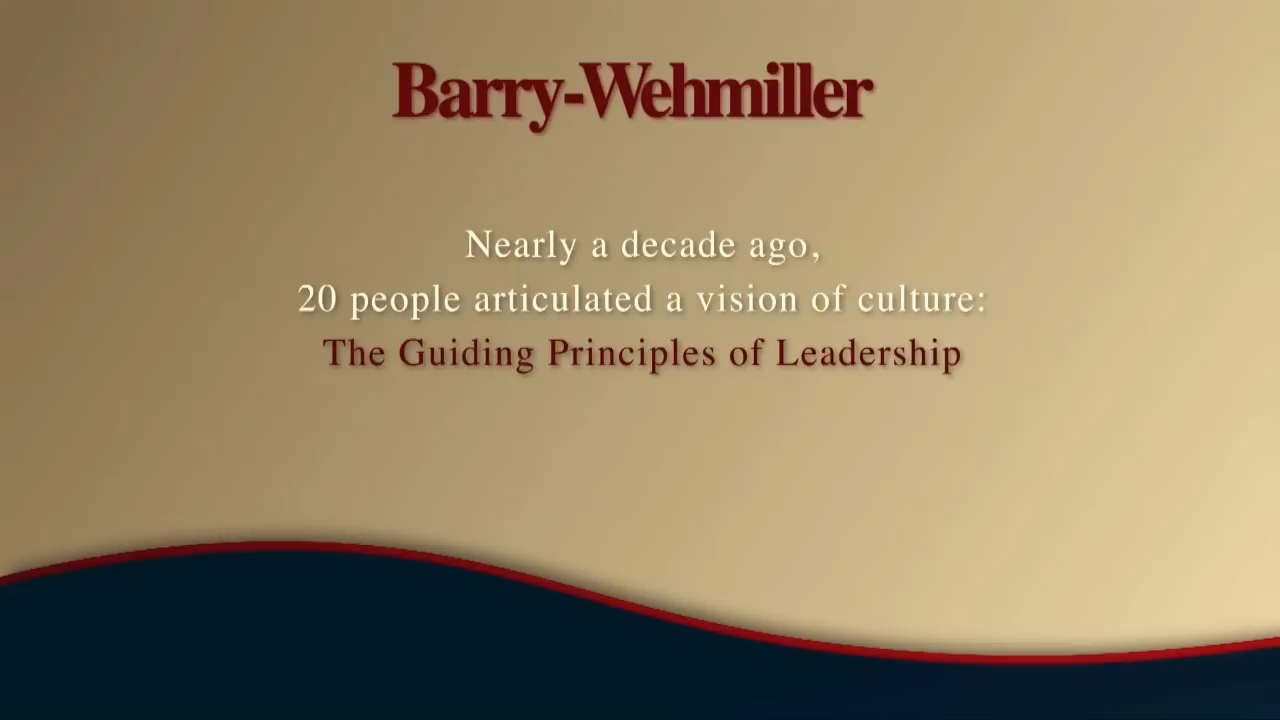 Barry-Wehmiller
Nearly a decade ago,
20 people articulated a vision of culture:
The Guiding Principles of Leadership